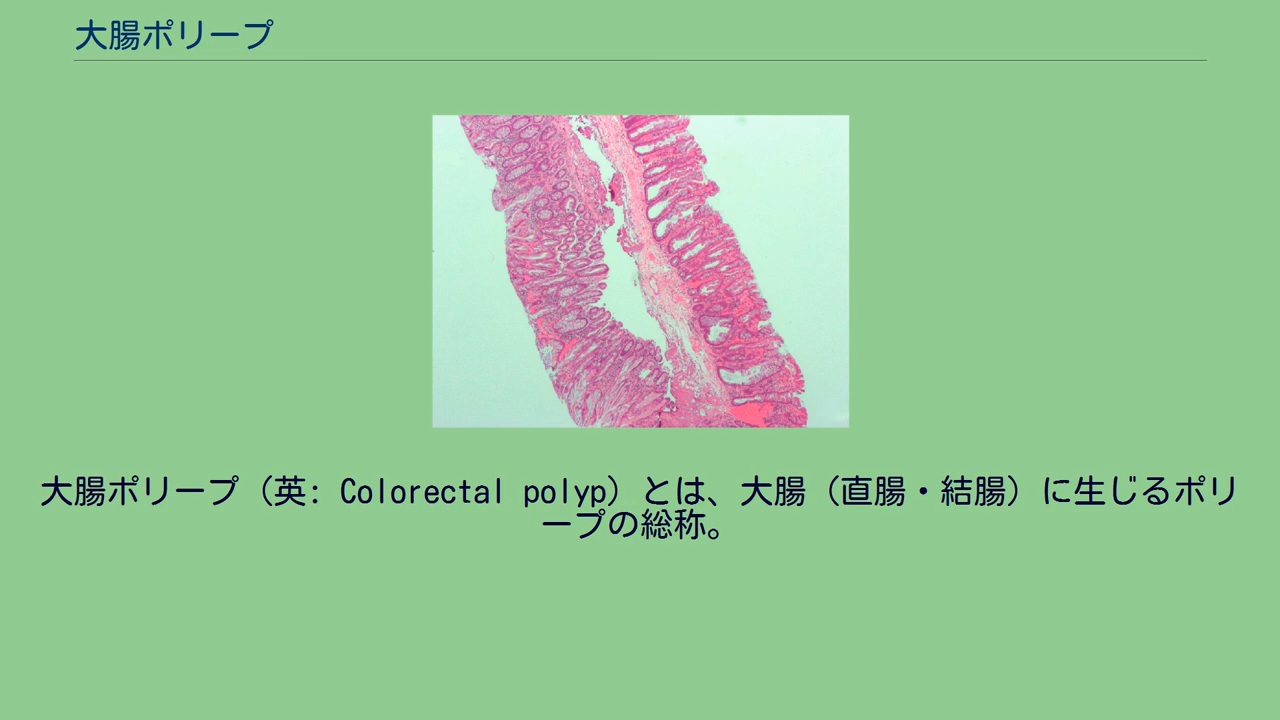 大腸ポリープ
大腸ポリープ（英: Colorectal polyp）とは、大腸（直腸・結腸）に生じるポリ
ープの総称。